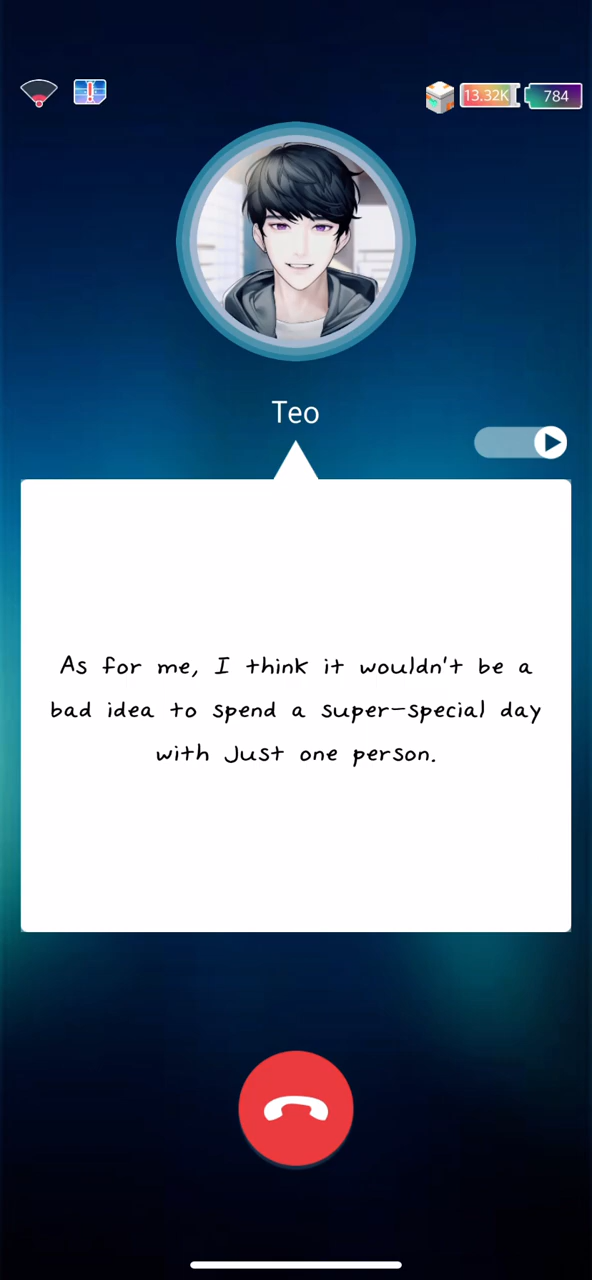 13.32K 784
Teo
As for me, I think it wouldn't be a
bad idea to spend a super-special day
with just one person.